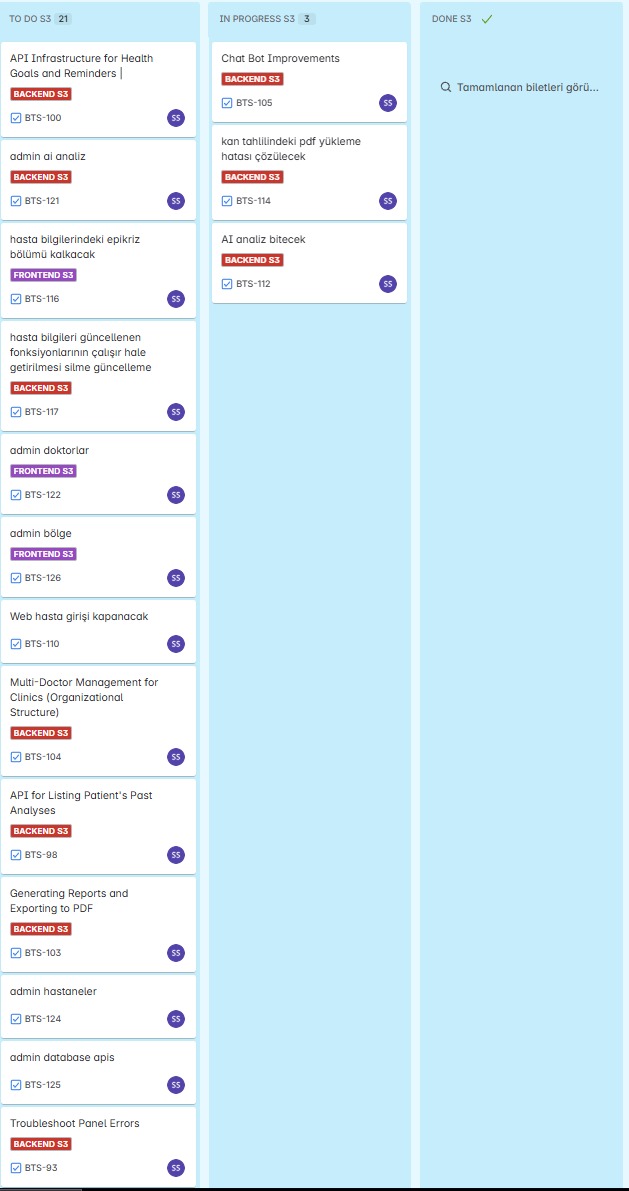 TO DO S3 21
API Infrastructure for Health
Goals and Reminders |
BACKEND S3
BTS-100
SS
admin ai analiz
BACKEND S3
BTS-121
SS
hasta bilgilerindeki epikriz
bölümü kalkacak
FRONTEND S3
BTS-116
SS
hasta bilgileri güncellenen
fonksiyonlarının çalışır hale
getirilmesi silme güncelleme
BACKEND S3
BTS-117
SS
admin doktorlar
FRONTEND S3
BTS-122
SS
admin bölge
FRONTEND S3
BTS-126
SS
Web hasta girişi kapanacak
BTS-110
SS
Multi-Doctor Management for
Clinics (Organizational
Structure)
BACKEND S3
BTS-104
SS
API for Listing Patient's Past
Analyses
BACKEND S3
BTS-98
SS
Generating Reports and
Exporting to PDF
BACKEND S3
BTS-103
SS
admin hastaneler
BTS-124
SS
admin database apis
BTS-125
SS
Troubleshoot Panel Errors
BACKEND S3
BTS-93
SS
IN PROGRESS S3 3
Chat Bot Improvements
BACKEND S3
BTS-105
SS
kan tahlilindeki pdf yükleme
hatası çözülecek
BACKEND S3
BTS-114
SS
AI analiz bitecek
BACKEND S3
BTS-112
SS
DONE S3
Tamamlanan biletleri görü...